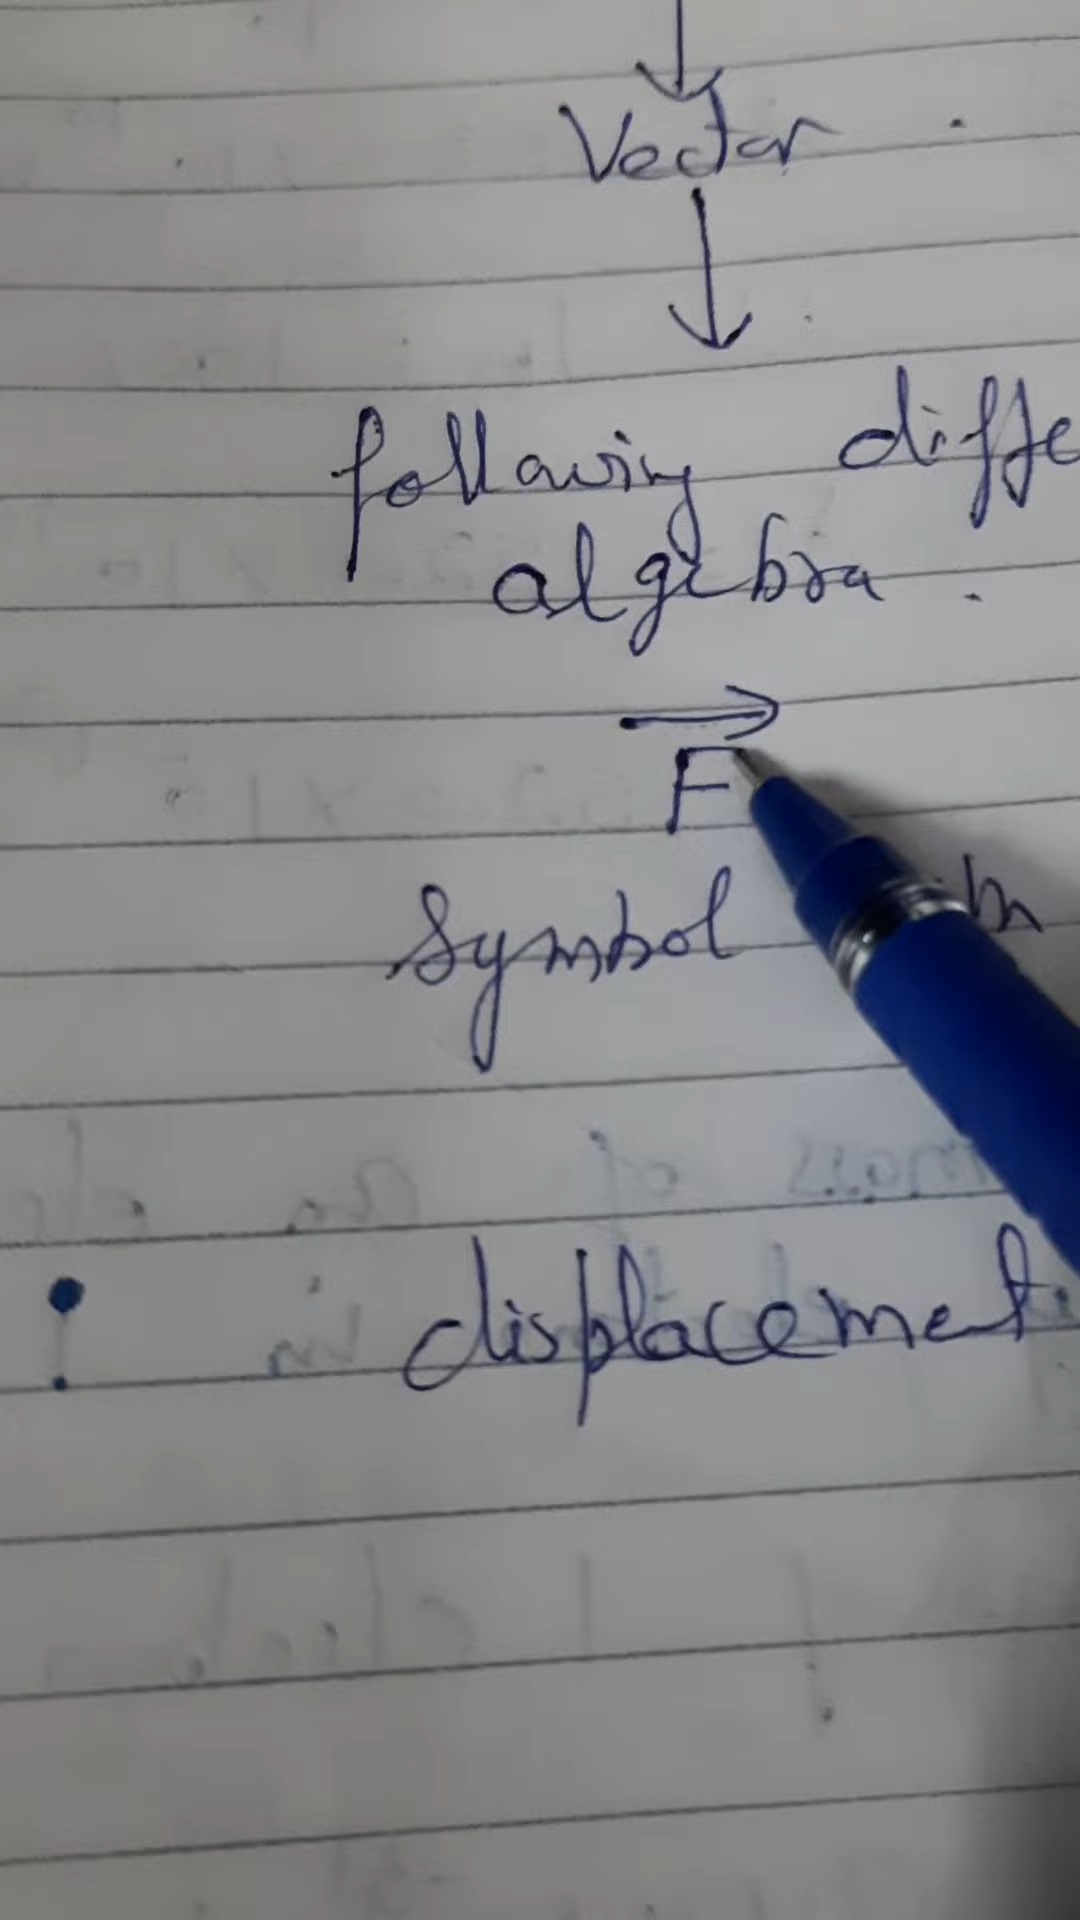 Vector
following diffe
algebra.
F
Symbol
displacement